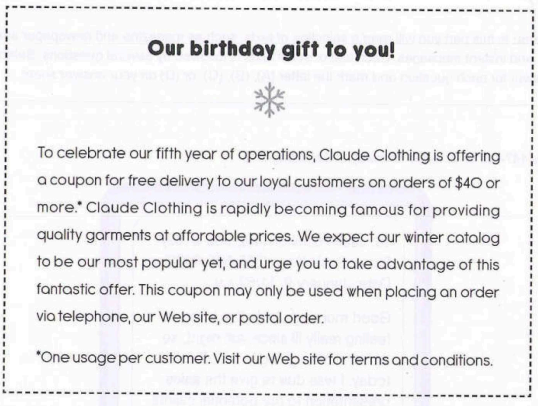 Our birthday gift to you!
To celebrate our fifth year of operations, Claude Clothing is offering
a coupon for free delivery to our loyal customers on orders of $40 or
more.* Claude Clothing is rapidly becoming famous for providing
quality garments at affordable prices. We expect our winter catalog
to be our most popular yet, and urge you to take advantage of this
fantastic offer. This coupon may only be used when placing an order
via telephone, our Web site, or postal order.
*One usage per customer. Visit our Web site for terms and conditions.